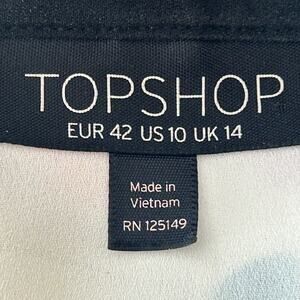 TOPSHOP
EUR 42 US 10 UK 14
Made in
Vietnam
RN 125149